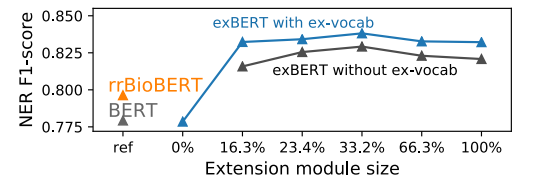 0.850
0.825
0.800
0.775
NER F1-score
exBERT with ex-vocab
exBERT without ex-vocab
rrBioBERT
BERT
ref 0% 16.3% 23.4% 33.2% 66.3% 100%
Extension module size